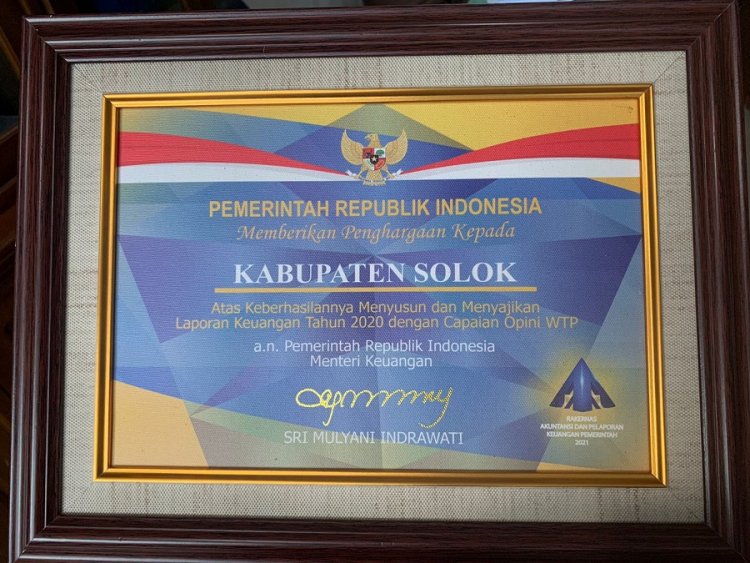 PEMERINTAH REPUBLIK INDONESIA
Memberikan Penghargaan Kepada
KABUPATEN SOLOK
Atas Keberhasilannya Menyusun dan Menyajikan
Laporan Keuangan Tahun 2020 dengan Capaian Opini WTP
a.n. Pemerintah Republik Indonesia
Menteri Keuangan
SRI MULYANI INDRAWATI
RAKERNAS
AKUNTANSI DAN PELAPORAN
KEUANGAN PEMERINTAH
2021